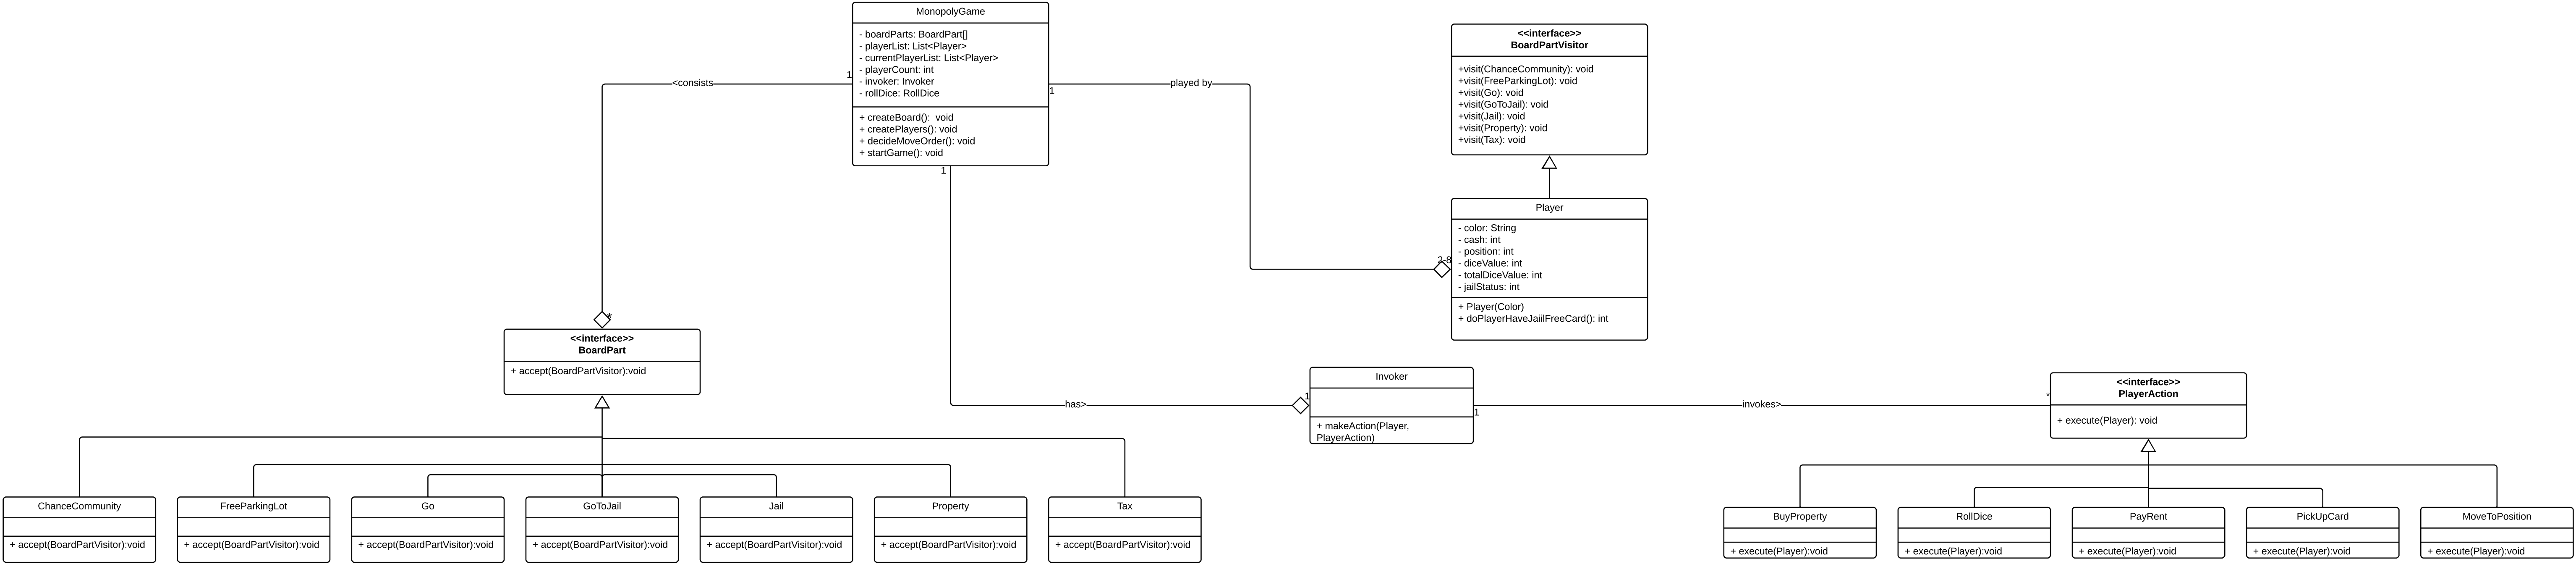 MonopolyGame
- boardParts: BoardPart[]
- playerList: List<Player>
- currentPlayerList: List<Player>
- playerCount: int
- invoker: Invoker
- rollDice: RollDice
+ createBoard():  void
+ createPlayers(): void
+ decideMoveOrder(): void
+ startGame(): void
1
<consists
*
1
played by
2-8
1
has>
1
<<interface>>
BoardPartVisitor
+visit(ChanceCommunity): void
+visit(FreeParkingLot): void
+visit(Go): void
+visit(GoToJail): void
+visit(Jail): void
+visit(Property): void
+visit(Tax): void
Player
- color: String
- cash: int
- position: int
- diceValue: int
- totalDiceValue: int
- jailStatus: int
+ Player(Color)
+ doPlayerHaveJaiilFreeCard(): int
<<interface>>
BoardPart
+ accept(BoardPartVisitor):void
Invoker
+ makeAction(Player,
PlayerAction)
1
invokes>
*
<<interface>>
PlayerAction
+ execute(Player): void
ChanceCommunity
+ accept(BoardPartVisitor):void
FreeParkingLot
+ accept(BoardPartVisitor):void
Go
+ accept(BoardPartVisitor):void
GoToJail
+ accept(BoardPartVisitor):void
Jail
+ accept(BoardPartVisitor):void
Property
+ accept(BoardPartVisitor):void
Tax
+ accept(BoardPartVisitor):void
BuyProperty
+ execute(Player):void
RollDice
+ execute(Player):void
PayRent
+ execute(Player):void
PickUpCard
+ execute(Player):void
MoveToPosition
+ execute(Player):void